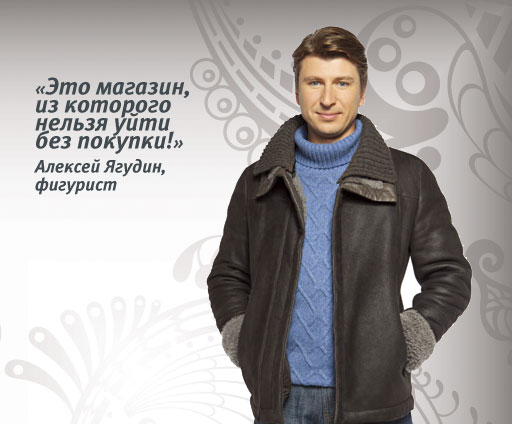 «Это магазин,
из которого
нельзя уйти
без покупки!»
Алексей Ягудин,
фигурист